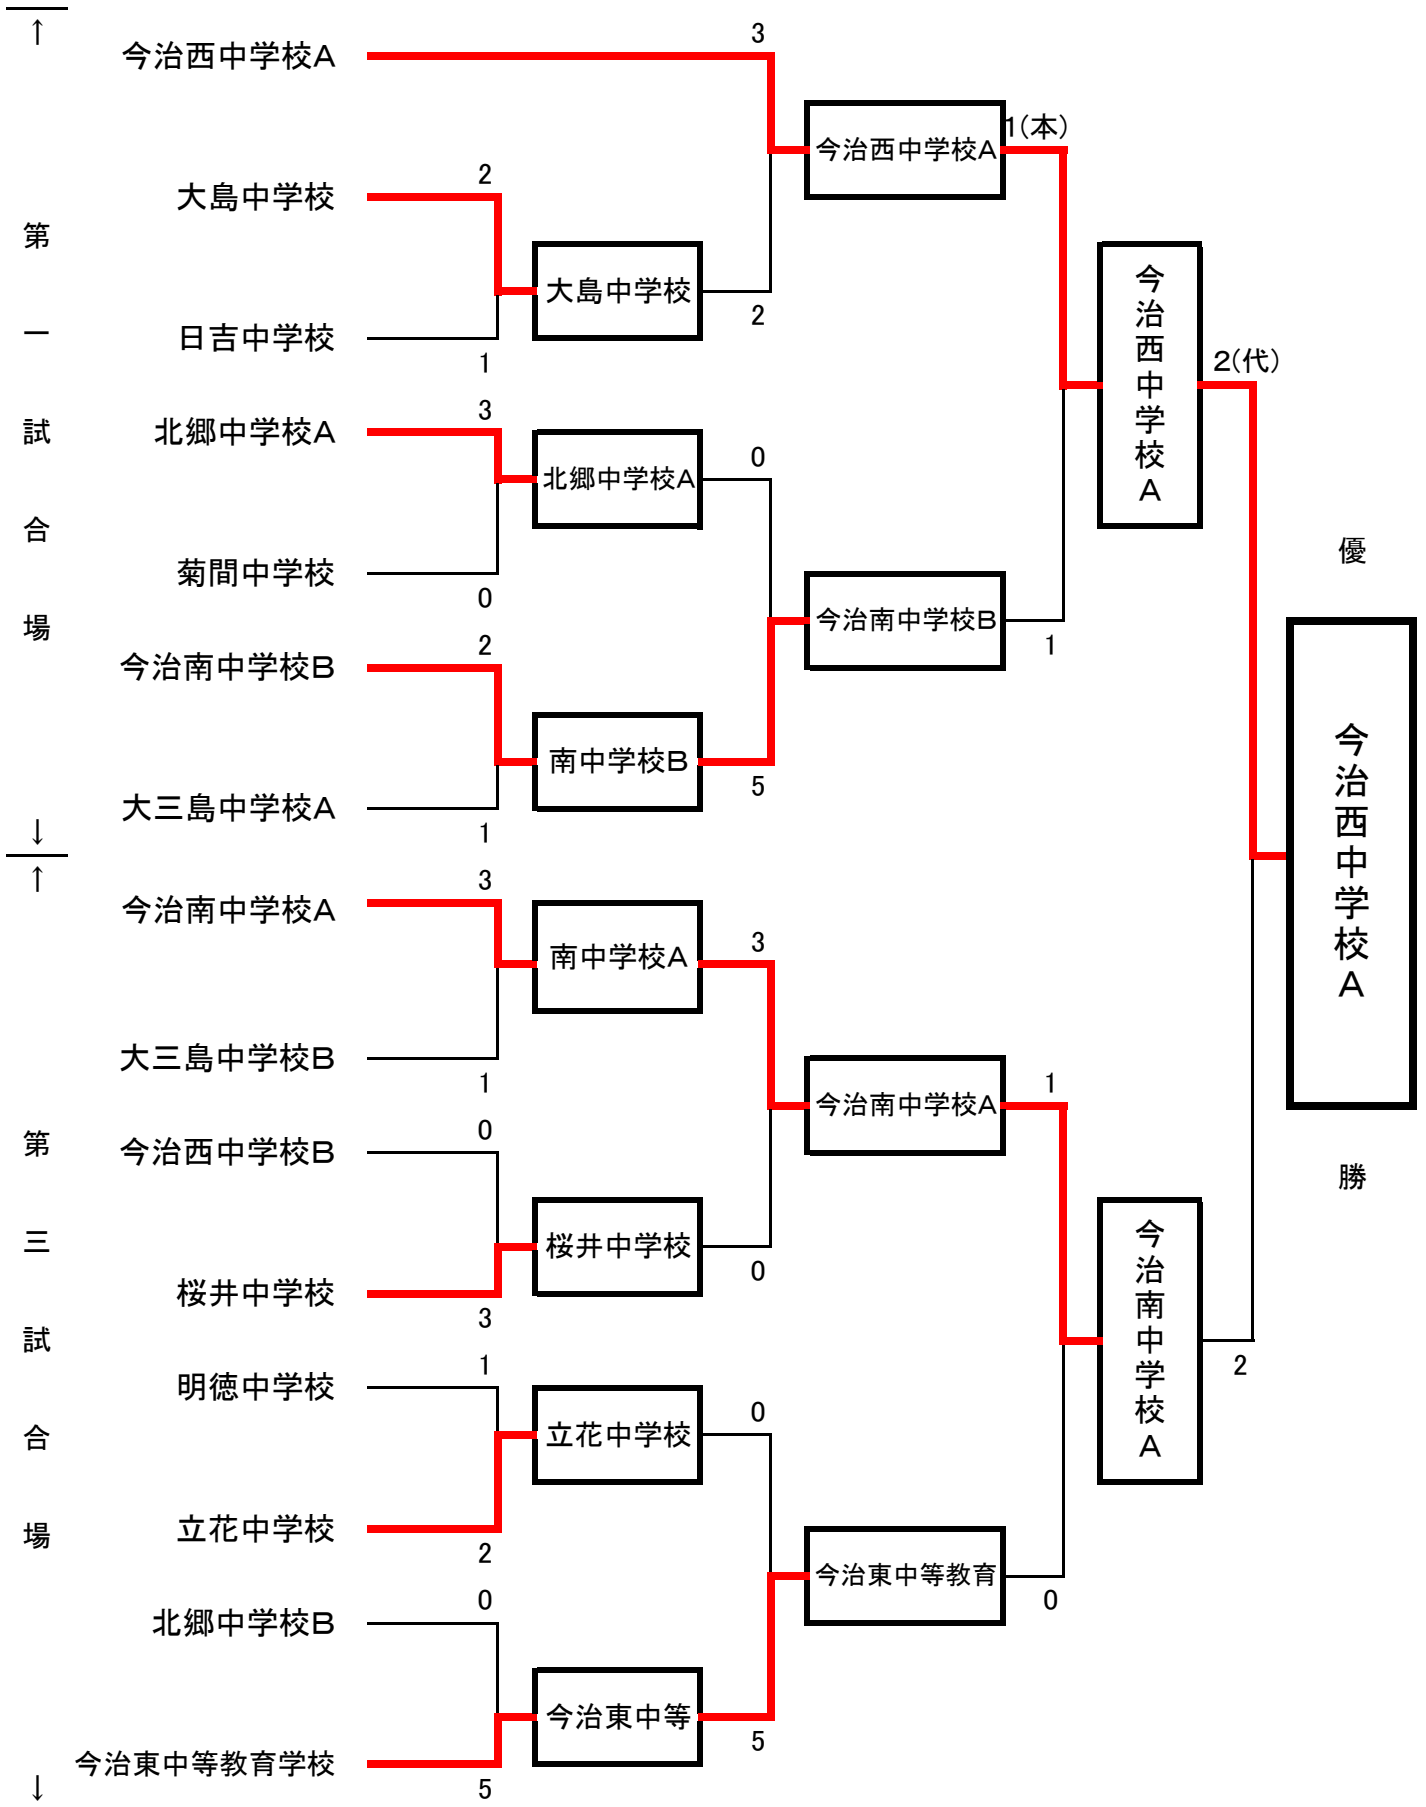 ↑
第一試合場
↓
↑
第三試合場
↓
今治西中学校A
大島中学校
日吉中学校
北郷中学校A
菊間中学校
今治南中学校B
大三島中学校A
今治南中学校A
大三島中学校B
今治西中学校B
桜井中学校
明徳中学校
立花中学校
北郷中学校B
今治東中等教育学校
2
1
3
0
2
1
3
1
0
3
1
2
0
5
大島中学校
北郷中学校A
南中学校B
南中学校A
桜井中学校
立花中学校
今治東中等
3
2
0
5
3
0
0
5
今治西中学校A
今治南中学校B
今治南中学校A
今治東中等教育
1(本)
1
1
0
今治西中学校A
今治南中学校A
2(代)
2
優
今治西中学校A
勝